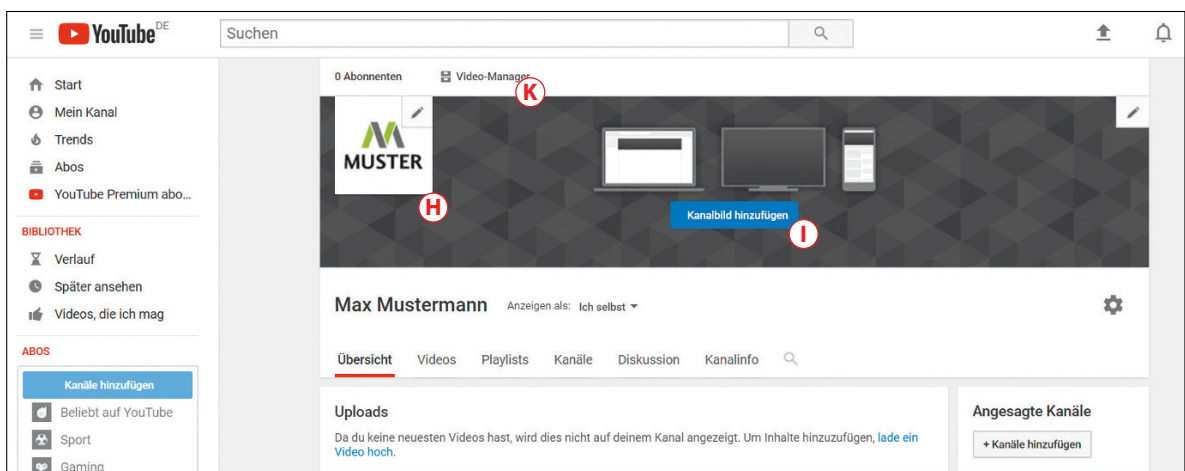 YouTube DE
Suchen
Start
Mein Kanal
Trends
Abos
YouTube Premium abo...
BIBLIOTHEK
Verlauf
Später ansehen
Videos, die ich mag
ABOS
Kanäle hinzufügen
Beliebt auf YouTube
Sport
Gaming
0 Abonnenten
Video-Manager
K
MUSTER
H
Kanalbild hinzufügen
I
Max Mustermann
Anzeigen als: Ich selbst
Übersicht Videos Playlists Kanäle Diskussion Kanalinfo
Uploads
Da du keine neuesten Videos hast, wird dies nicht auf deinem Kanal angezeigt. Um Inhalte hinzuzufügen, lade ein
Video hoch.
Angesagte Kanäle
+ Kanäle hinzufügen